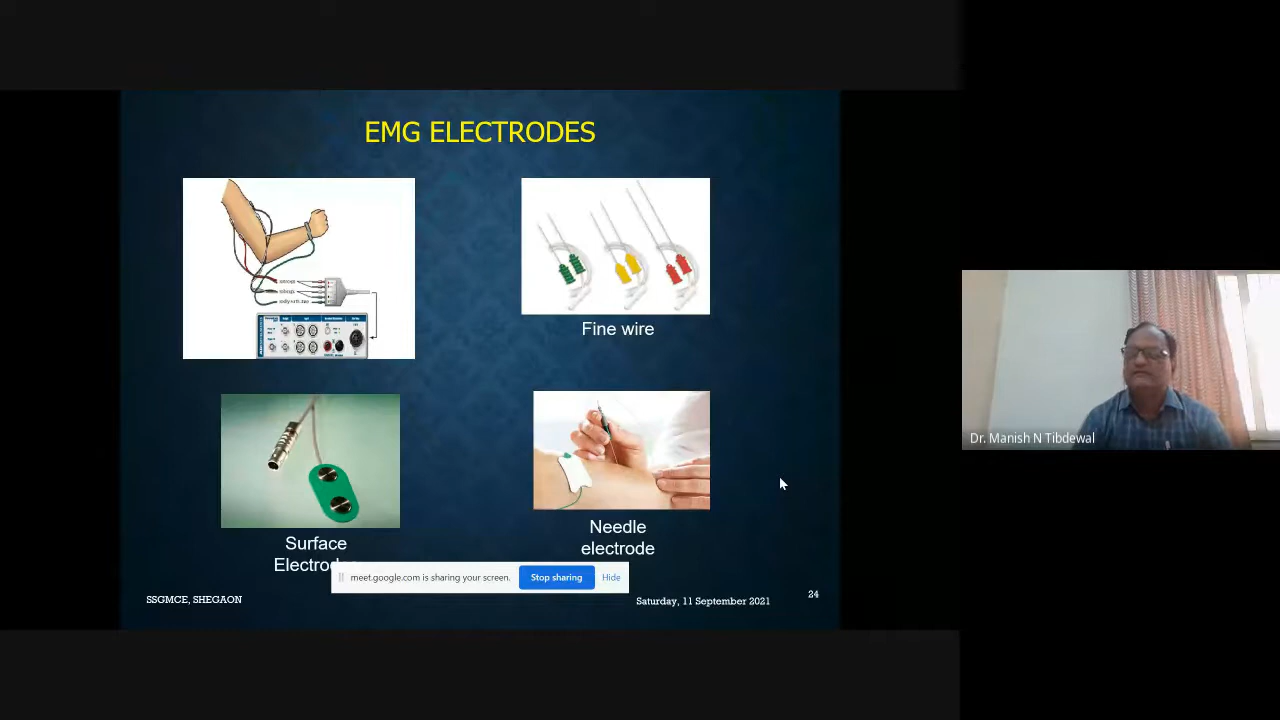 EMG ELECTRODES
Fine wire
Surface
Needle
electrode
meet.google.com is sharing your screen.
Stop sharing
Hide
SSGMCE, SHEGAON
Saturday, 11 September 2021
24
Dr. Manish N Tibdewal